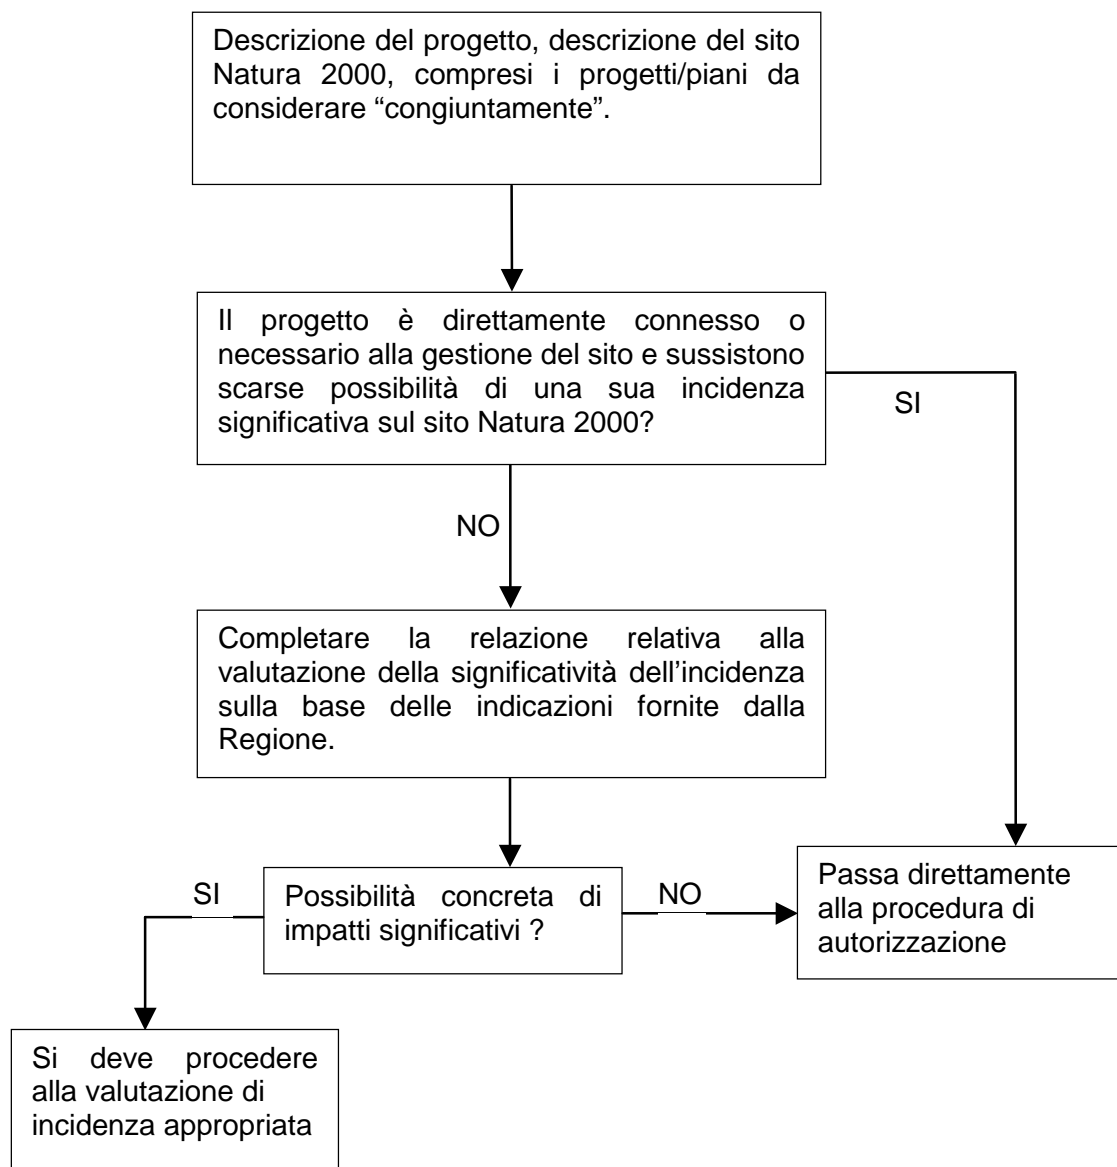 Descrizione del progetto, descrizione del sito
Natura 2000, compresi i progetti/piani da
considerare “congiuntamente”.
Il progetto è direttamente connesso o
necessario alla gestione del sito e sussistono
scarse possibilità di una sua incidenza
significativa sul sito Natura 2000?
SI
NO
Completare la relazione relativa alla
valutazione della significatività dell’incidenza
sulla base delle indicazioni fornite dalla
Regione.
SI
Possibilità concreta di
impatti significativi ?
NO
Passa direttamente
alla procedura di
autorizzazione
Si deve procedere
alla valutazione di
incidenza appropriata